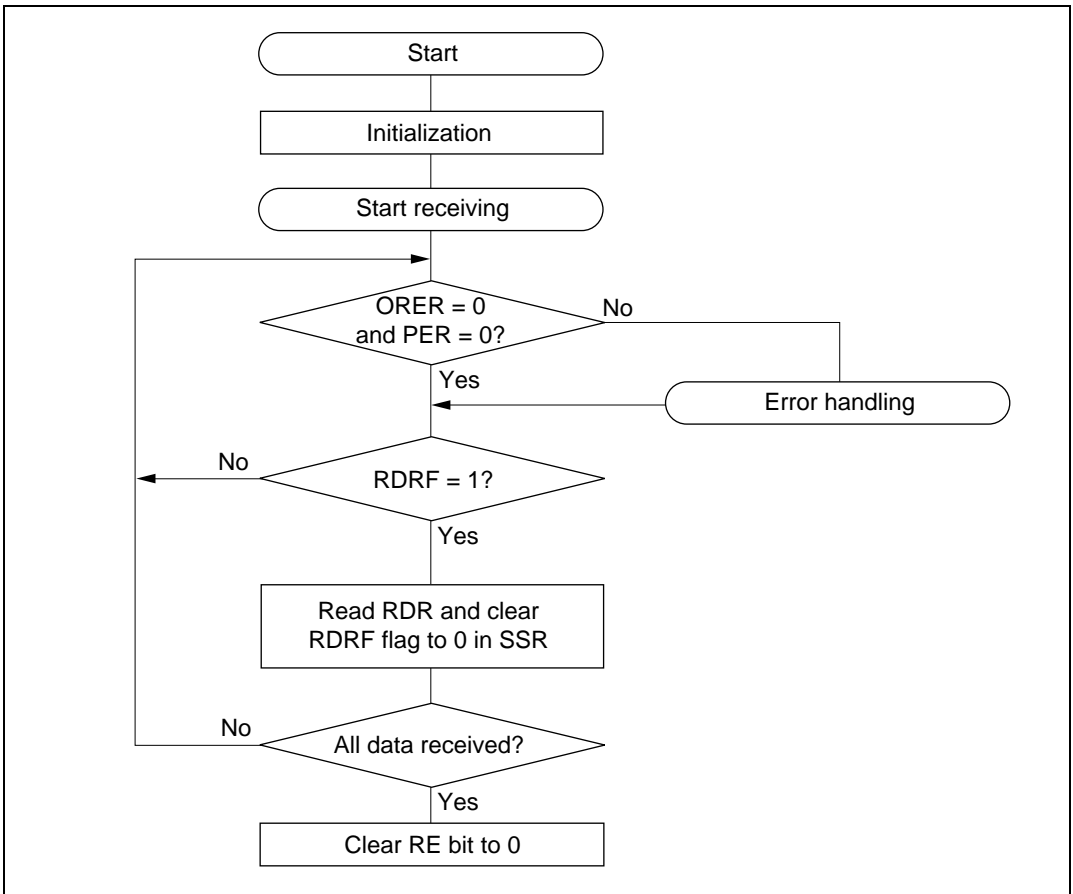 Start
Initialization
Start receiving
ORER = 0
and PER = 0?
No
Yes
Error handling
No
RDRF = 1?
Yes
Read RDR and clear
RDRF flag to 0 in SSR
No
All data received?
Yes
Clear RE bit to 0